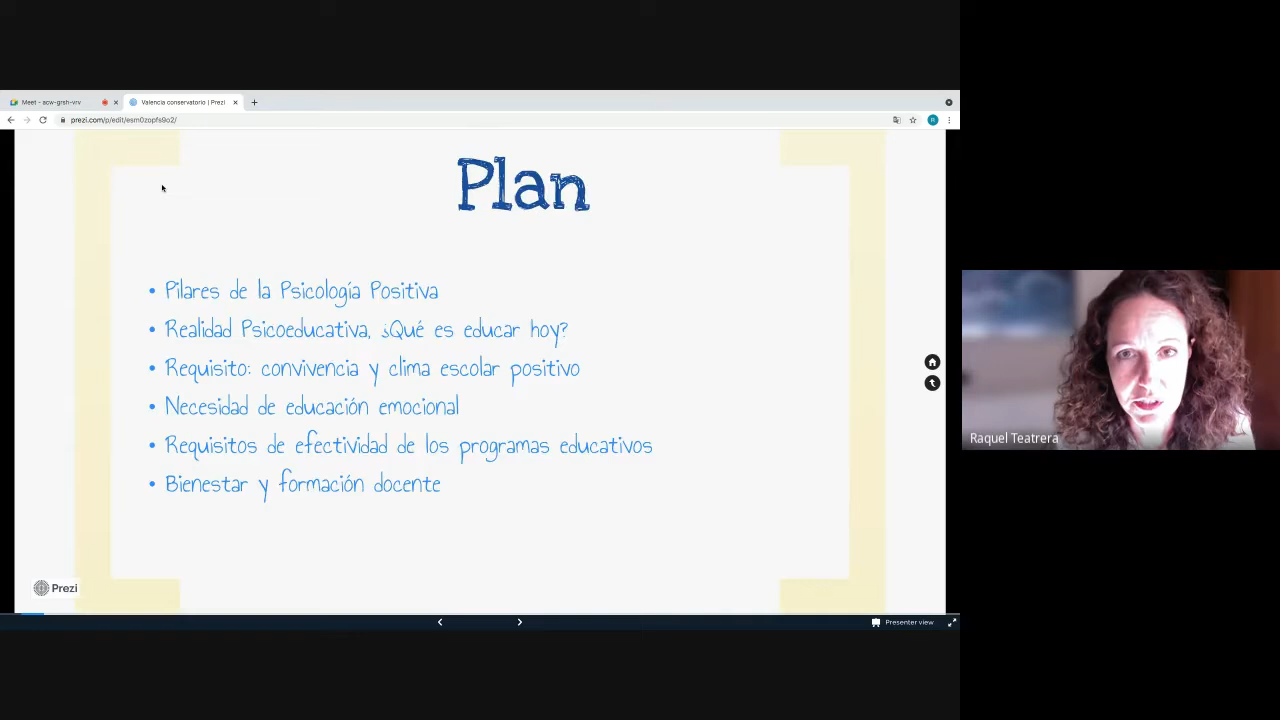 Meet - acw-grsh-vrv
Valencia conservatorio | Prezi
prezi.com/p/edit/esm0zopfs9o2/
R
Plan
• Pilares de la Psicología Positiva
• Realidad Psicoeducativa, ¿Qué es educar hoy?
• Requisito: convivencia y clima escolar positivo
• Necesidad de educación emocional
• Requisitos de efectividad de los programas educativos
• Bienestar y formación docente
Prezi
Presenter view
Raquel Teatrera